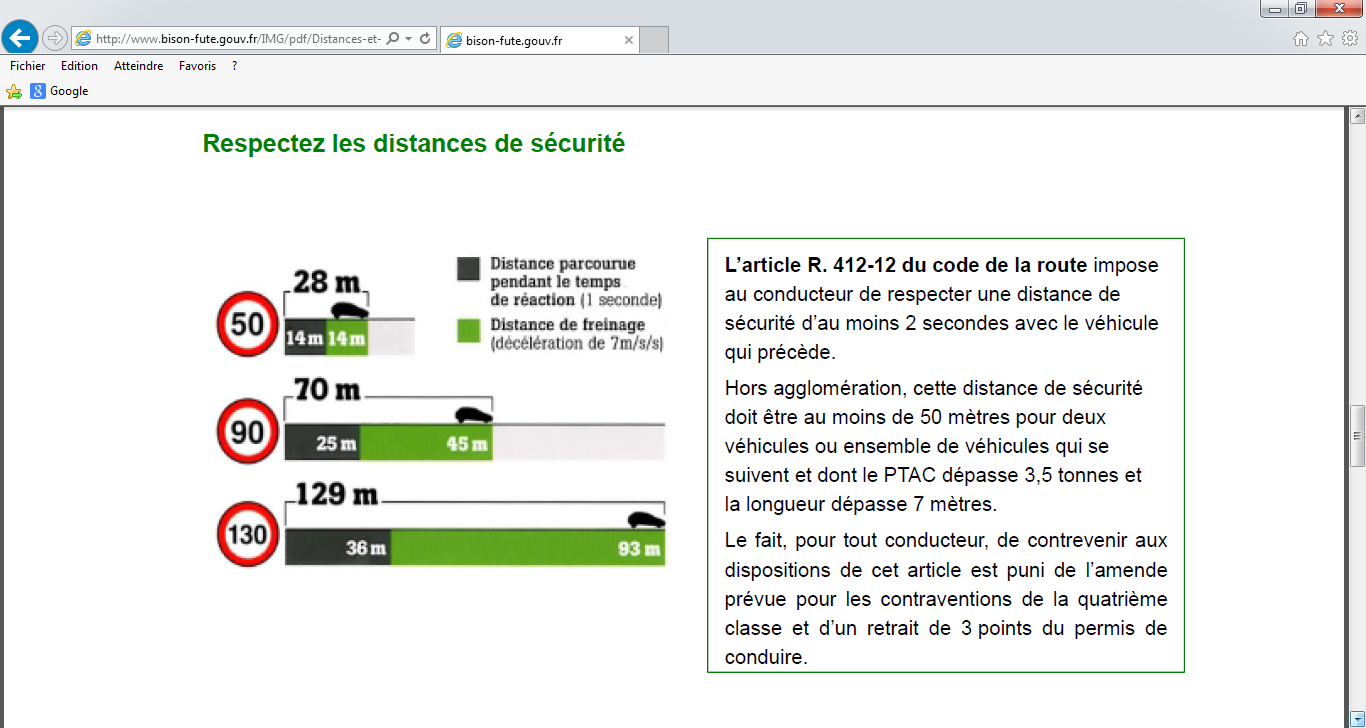 http://www.bison-fute.gouv.fr/IMG/pdf/Distances-et-
bison-fute.gouv.fr
Fichier Edition Atteindre Favoris ?
Google
Respectez les distances de sécurité
28 m
50
14 m 14 m
Distance parcourue
pendant le temps
de réaction (1 seconde)
Distance de freinage
(décélération de 7m/s/s)
70 m
90
25 m 45 m
129 m
130
36 m 93 m
L’article R. 412-12 du code de la route impose
au conducteur de respecter une distance de
sécurité d’au moins 2 secondes avec le véhicule
qui précède.
Hors agglomération, cette distance de sécurité
doit être au moins de 50 mètres pour deux
véhicules ou ensemble de véhicules qui se
suivent et dont le PTAC dépasse 3,5 tonnes et
la longueur dépasse 7 mètres.
Le fait, pour tout conducteur, de contrevenir aux
dispositions de cet article est puni de l’amende
prévue pour les contraventions de la quatrième
classe et d’un retrait de 3 points du permis de
conduire.